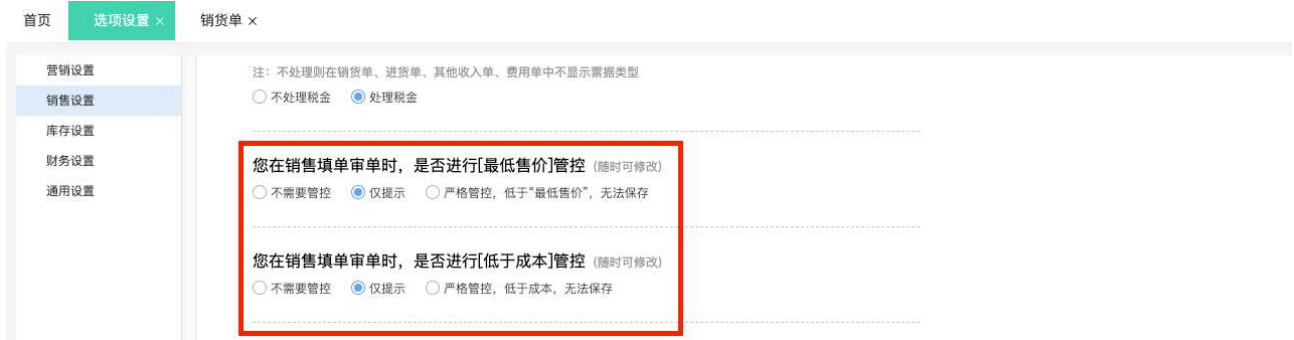 首页 选项设置 × 销货单 ×
营销设置
销售设置
库存设置
财务设置
通用设置
注：不处理则在销货单、进货单、其他收入单、费用单中不显示票据类型
不处理税金 处理税金
您在销售填单审单时，是否进行[最低售价]管控（随时可修改）
不需要管控 仅提示 严格管控，低于“最低售价”，无法保存
您在销售填单审单时，是否进行[低于成本]管控（随时可修改）
不需要管控 仅提示 严格管控，低于成本，无法保存